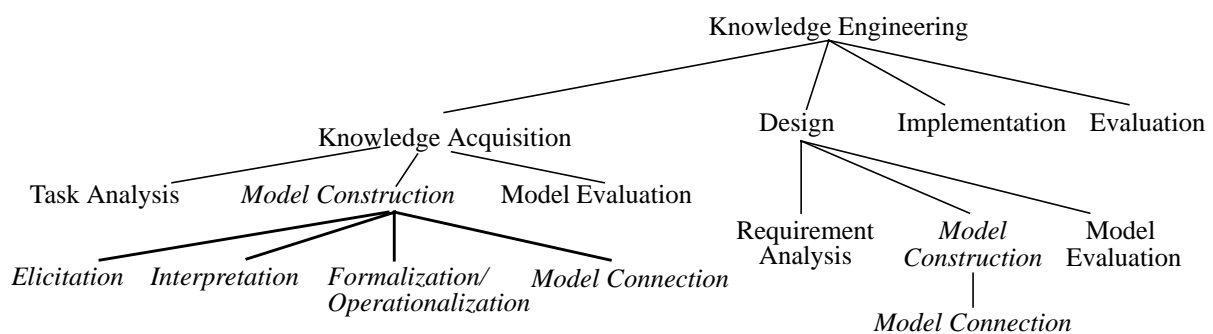 Knowledge Engineering
Knowledge Acquisition
Design
Implementation
Evaluation
Task Analysis
Model Construction
Model Evaluation
Requirement
Analysis
Model
Construction
Model
Evaluation
Elicitation
Interpretation
Formalization/
Operationalization
Model Connection
Model Connection